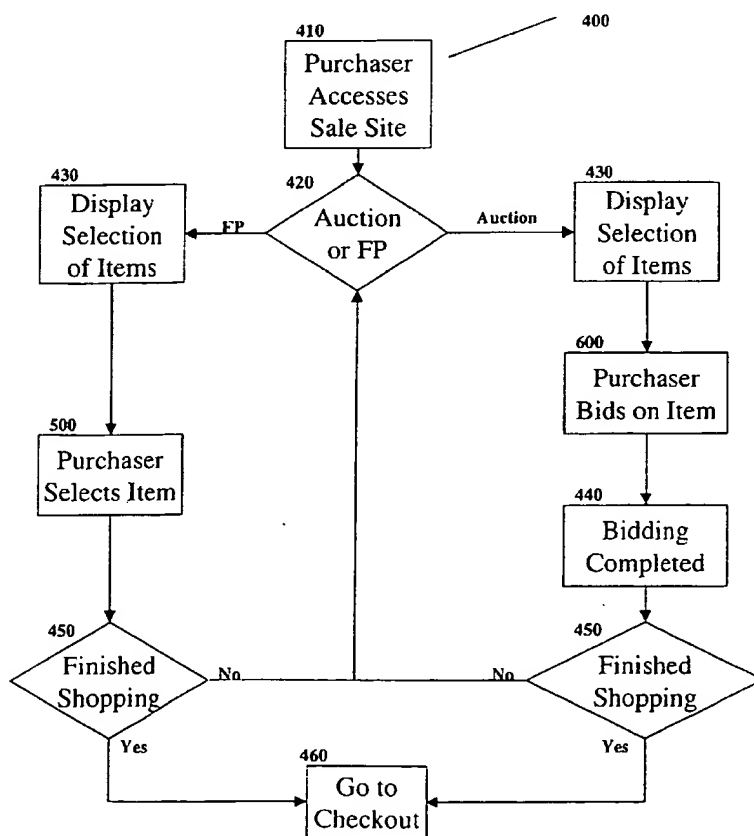 410
400
Purchaser
Accesses
Sale Site
420
Auction
or FP
FP
Auction
430
Display
Selection
of Items
430
Display
Selection
of Items
600
Purchaser
Bids on Item
500
Purchaser
Selects Item
440
Bidding
Completed
450
Finished
Shopping
No
Yes
450
Finished
Shopping
No
Yes
460
Go to
Checkout